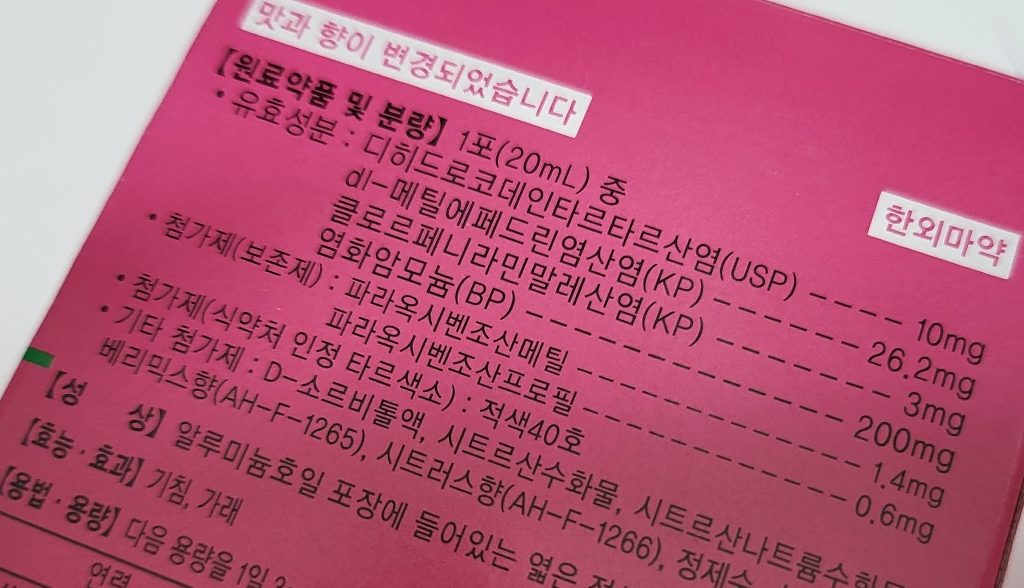 맛과 향이 변경되었습니다
【원료약품 및 분량】 1포(20mL) 중
한외마약
• 유효성분 : 디히드로코데인타르타르산염(USP) ----- 10mg
dl-메틸에페드린염산염(KP) ---------- 26.2mg
클로르페니라민말레산염(KP) ---------- 3mg
염화암모늄(BP) ---------------- 200mg
• 첨가제(보존제) : 파라옥시벤조산메틸 -------------- 1.4mg
파라옥시벤조산프로필 ------------- 0.6mg
• 첨가제(식약처 인정 타르색소) : 적색40호
• 기타 첨가제 : D-소르비톨액, 시트르산수화물, 시트르산나트륨수화물
베리믹스향(AH-F-1265), 시트러스향(AH-F-1266), 정제수
【성 상】 알루미늄호일 포장에 들어있는 엷은
【효능·효과】 기침, 가래
【용법·용량】 다음 용량을 1일
연령